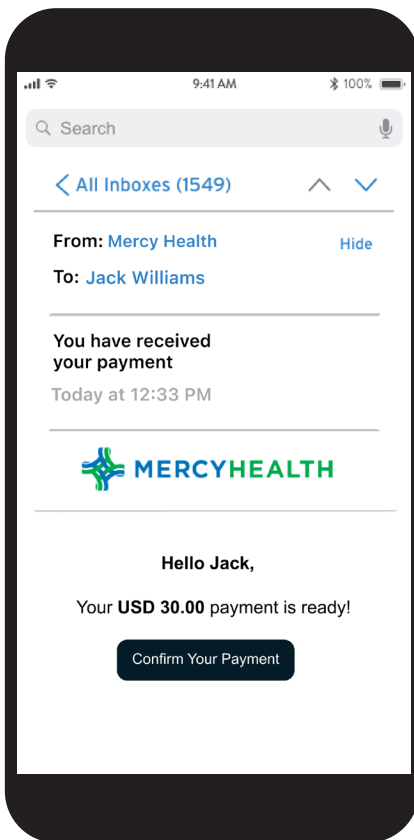 9:41 AM 100%
Search
All Inboxes (1549)
From: Mercy Health Hide
To: Jack Williams
You have received
your payment
Today at 12:33 PM
MERCYHEALTH
Hello Jack,
Your USD 30.00 payment is ready!
Confirm Your Payment